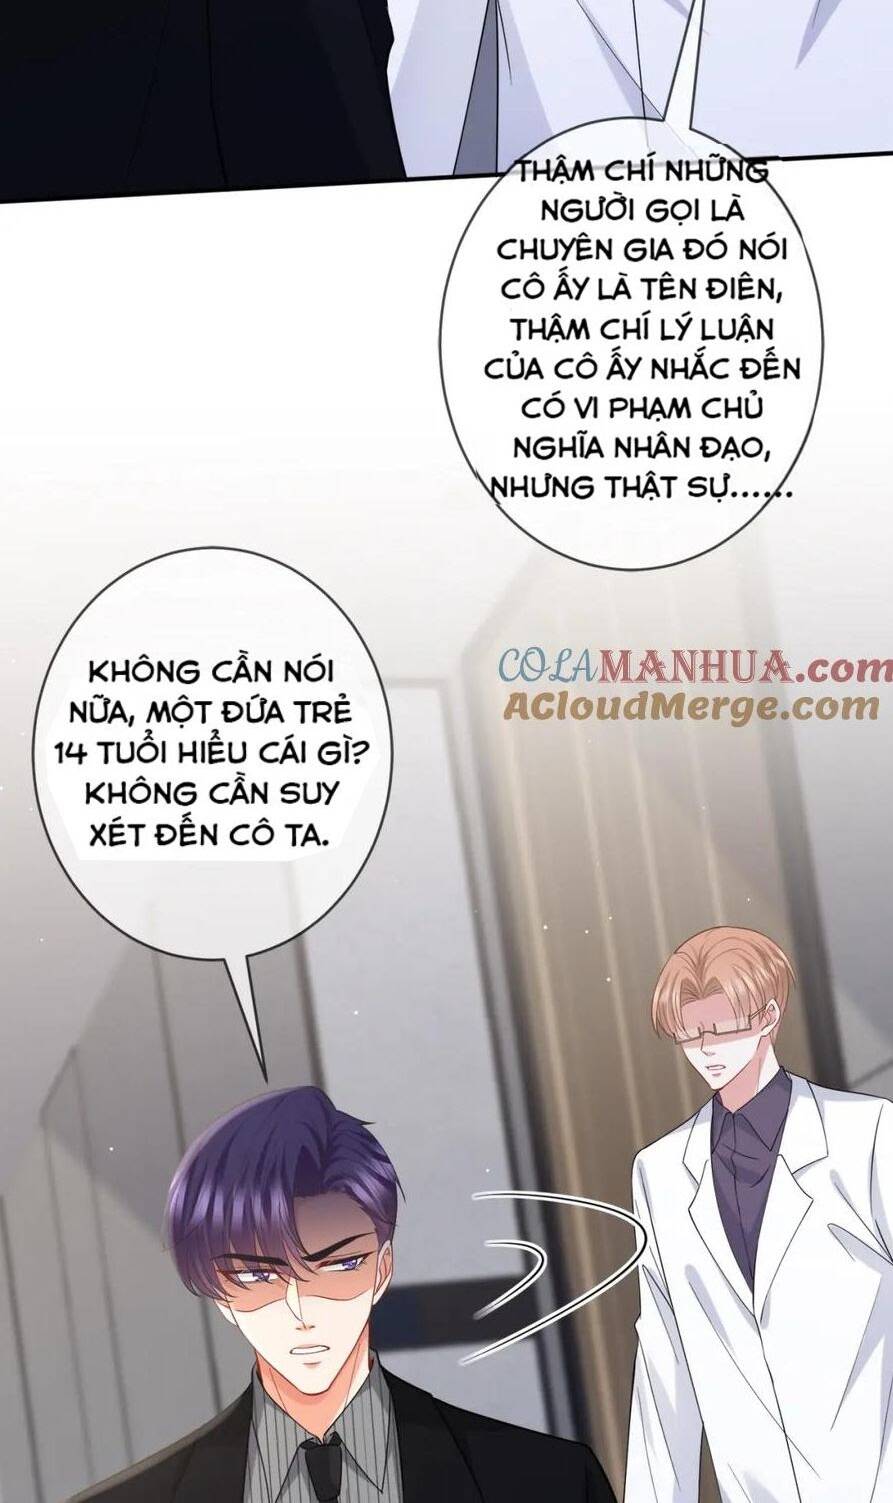 THẬM CHÍ NHỮNG
NGƯỜI GỌI LÀ
CHUYÊN GIA ĐÓ NÓI
CÔ ẤY LÀ TÊN ĐIÊN,
THẬM CHÍ LÝ LUẬN
CỦA CÔ ẤY NHẮC ĐẾN
CÓ VI PHẠM CHỦ
NGHĨA NHÂN ĐẠO,
NHƯNG THẬT SỰ......
COLAMANHUA.com
ACloudMerge.com
KHÔNG CẦN NÓI
NỮA, MỘT ĐỨA TRẺ
14 TUỔI HIỂU CÁI GÌ?
KHÔNG CẦN SUY
XÉT ĐẾN CÔ TA.